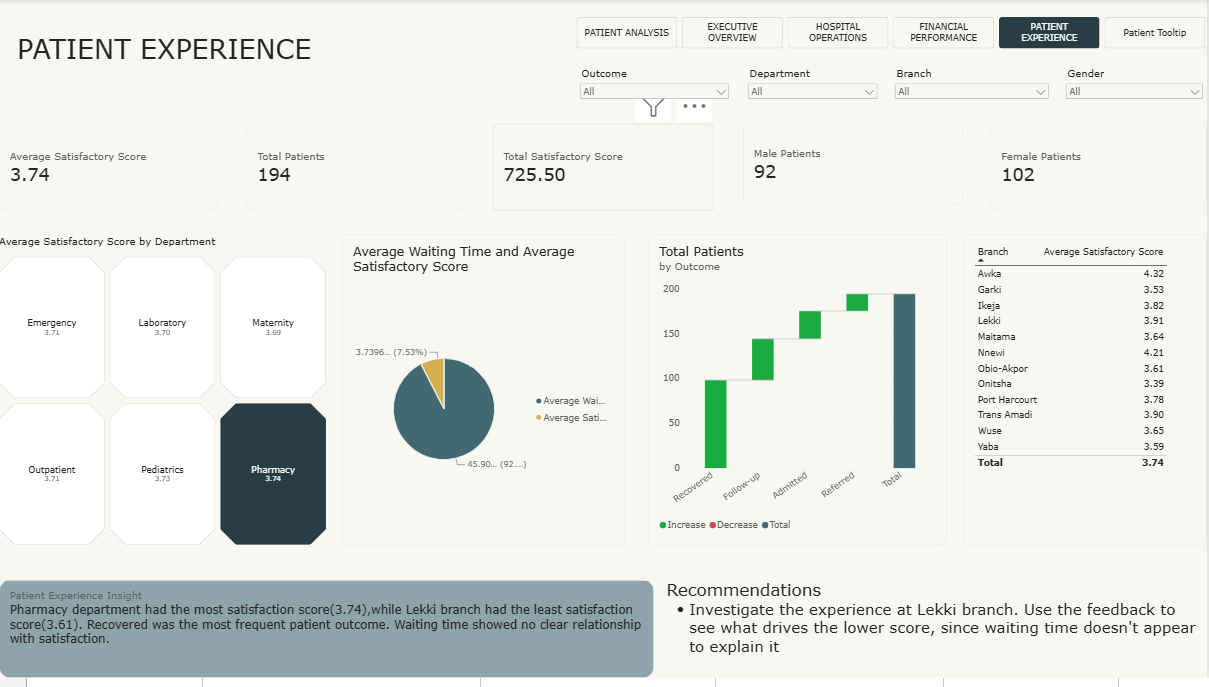 PATIENT EXPERIENCE
PATIENT ANALYSIS
EXECUTIVE
OVERVIEW
HOSPITAL
OPERATIONS
FINANCIAL
PERFORMANCE
PATIENT
EXPERIENCE
Patient Tooltip
Outcome
All
Department
All
Branch
All
Gender
All
Average Satisfactory Score
3.74
Total Patients
194
Total Satisfactory Score
725.50
Male Patients
92
Female Patients
102
Average Satisfactory Score by Department
Emergency
3.71
Laboratory
3.70
Maternity
3.69
Outpatient
3.71
Pediatrics
3.73
Pharmacy
3.74
Average Waiting Time and Average
Satisfactory Score
3.7396... (7.53%)
45.90... (92....)
Average Wai...
Average Sati...
Total Patients
by Outcome
200
150
100
50
0
Recovered
Follow-up
Admitted
Referred
Total
Increase Decrease Total
Branch Average Satisfactory Score
Awka 4.32
Garki 3.53
Ikeja 3.82
Lekki 3.91
Maitama 3.64
Nnewi 4.21
Obio-Akpor 3.61
Onitsha 3.39
Port Harcourt 3.78
Trans Amadi 3.90
Wuse 3.65
Yaba 3.59
Total 3.74
Patient Experience Insight
Pharmacy department had the most satisfaction score(3.74),while Lekki branch had the least satisfaction
score(3.61). Recovered was the most frequent patient outcome. Waiting time showed no clear relationship
with satisfaction.
Recommendations
• Investigate the experience at Lekki branch. Use the feedback to
see what drives the lower score, since waiting time doesn't appear
to explain it